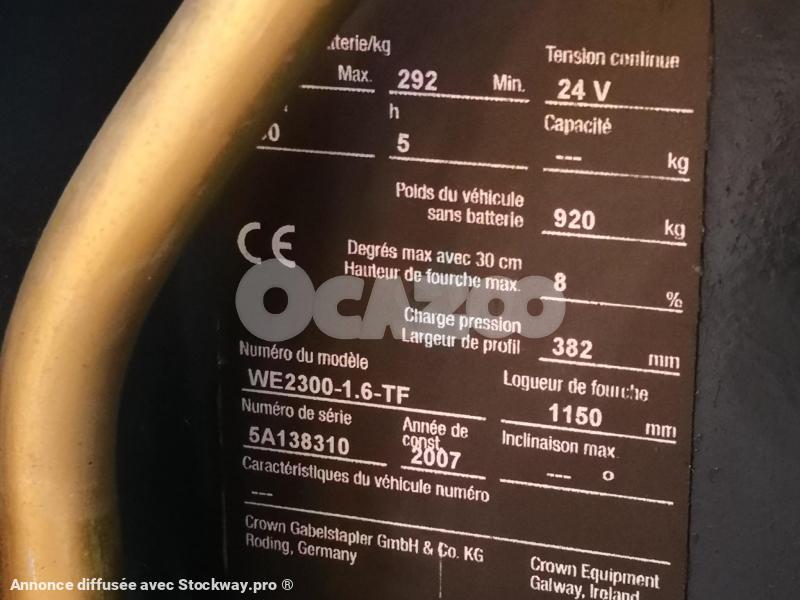 Tension continue
Max. 292 Min. 24 V
h Capacité
5 --- kg
Poids du véhicule
sans batterie 920 kg
CE
Degrés max avec 30 cm
Hauteur de fourche max. 8 %
OCAZOO
Charge pression
Largeur de profil 382 mm
Numéro du modèle
WE2300-1.6-TF
Logueur de fourche
1150 mm
Numéro de série
5A138310
Année de
const.
2007
Inclinaison max.
--- o
Caractéristiques du véhicule numéro
---
Crown Gabelstapler GmbH & Co. KG
Roding, Germany
Crown Equipment
Galway, Ireland
Annonce diffusée avec Stockway.pro ®